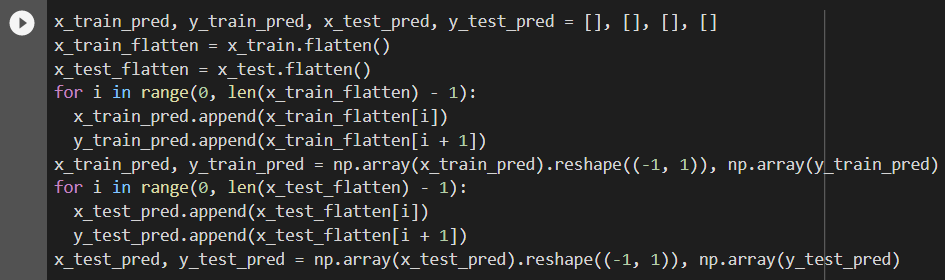 x_train_pred, y_train_pred, x_test_pred, y_test_pred = [], [], [], []
x_train_flatten = x_train.flatten()
x_test_flatten = x_test.flatten()
for i in range(0, len(x_train_flatten) - 1):
  x_train_pred.append(x_train_flatten[i])
  y_train_pred.append(x_train_flatten[i + 1])
x_train_pred, y_train_pred = np.array(x_train_pred).reshape((-1, 1)), np.array(y_train_pred)
for i in range(0, len(x_test_flatten) - 1):
  x_test_pred.append(x_test_flatten[i])
  y_test_pred.append(x_test_flatten[i + 1])
x_test_pred, y_test_pred = np.array(x_test_pred).reshape((-1, 1)), np.array(y_test_pred)